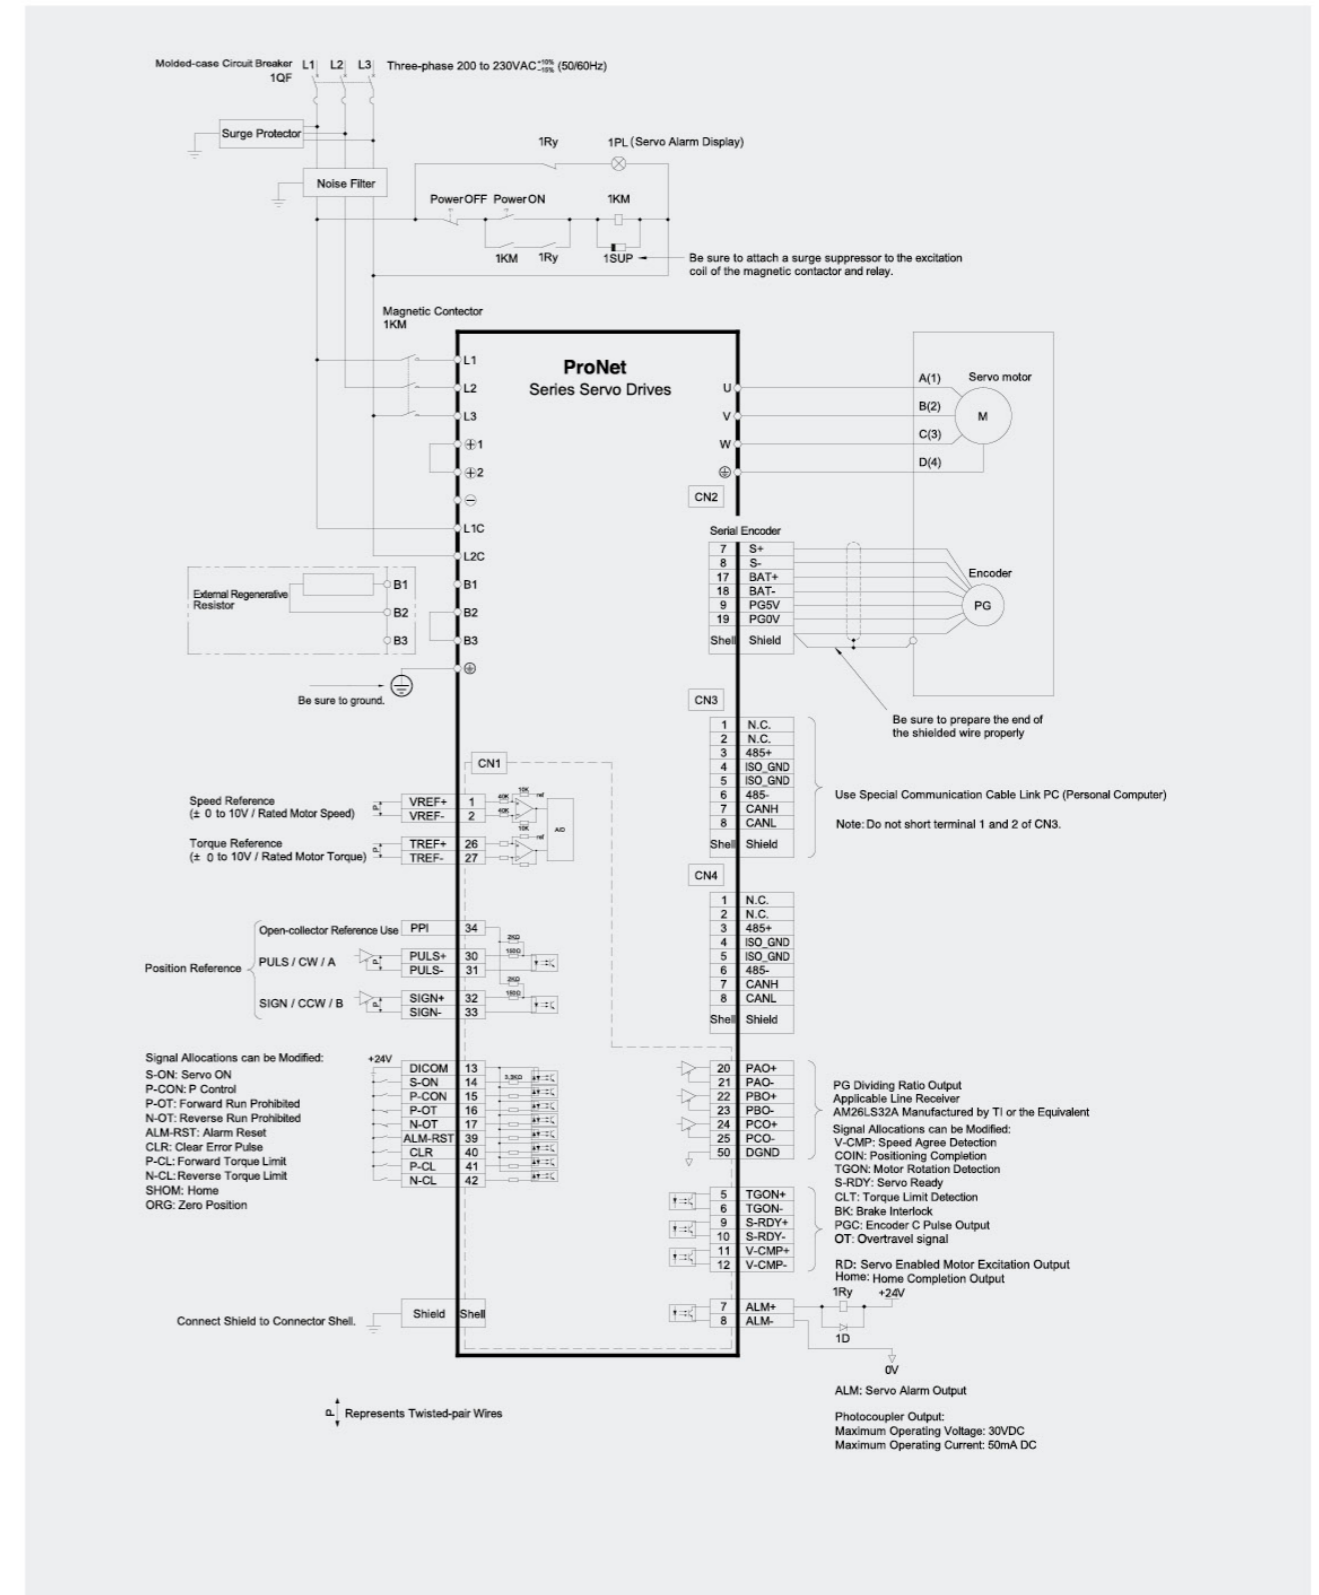 Molded-case Circuit Breaker L1 L2 L3 Three-phase 200 to 230VAC +10% -15% (50/60Hz)
1QF
Surge Protector
1Ry 1PL (Servo Alarm Display)
Noise Filter
Power OFF Power ON 1KM
1KM 1Ry 1SUP
Be sure to attach a surge suppressor to the excitation
coil of the magnetic contactor and relay.
Magnetic Contector
1KM
ProNet
Series Servo Drives
L1
L2
L3
⊕1
⊕2
⊖
L1C
L2C
B1
B2
B3
External Regenerative
Resistor
B1
B2
B3
Be sure to ground.
U
V
W
A(1)
B(2)
C(3)
D(4)
Servo motor
M
CN2
Serial Encoder
7 S+
8 S-
17 BAT+
18 BAT-
9 PG5V
19 PG0V
Shell Shield
Encoder
PG
Be sure to prepare the end of
the shielded wire properly
CN3
1 N.C.
2 N.C.
3 485+
4 ISO_GND
5 ISO_GND
6 485-
7 CANH
8 CANL
Shell Shield
Use Special Communication Cable Link PC (Personal Computer)
Note: Do not short terminal 1 and 2 of CN3.
CN4
1 N.C.
2 N.C.
3 485+
4 ISO_GND
5 ISO_GND
6 485-
7 CANH
8 CANL
Shell Shield
CN1
Speed Reference
(± 0 to 10V / Rated Motor Speed)
P
VREF+ 1
VREF- 2
40K 10K ref
40K
10K ref
A/D
Torque Reference
(± 0 to 10V / Rated Motor Torque)
P
TREF+ 26
TREF- 27
Position Reference
Open-collector Reference Use PPI 34
PULS / CW / A
P
PULS+ 30
PULS- 31
2KΩ
150Ω
SIGN / CCW / B
P
SIGN+ 32
SIGN- 33
2KΩ
150Ω
Signal Allocations can be Modified:
S-ON: Servo ON
P-CON: P Control
P-OT: Forward Run Prohibited
N-OT: Reverse Run Prohibited
ALM-RST: Alarm Reset
CLR: Clear Error Pulse
P-CL: Forward Torque Limit
N-CL: Reverse Torque Limit
SHOM: Home
ORG: Zero Position
+24V
DICOM 13
S-ON 14
P-CON 15
P-OT 16
N-OT 17
ALM-RST 39
CLR 40
P-CL 41
N-CL 42
3.3KΩ
20 PAO+
21 PAO-
22 PBO+
23 PBO-
24 PCO+
25 PCO-
50 DGND
PG Dividing Ratio Output
Applicable Line Receiver
AM26LS32A Manufactured by TI or the Equivalent
Signal Allocations can be Modified:
V-CMP: Speed Agree Detection
COIN: Positioning Completion
TGON: Motor Rotation Detection
S-RDY: Servo Ready
CLT: Torque Limit Detection
BK: Brake Interlock
PGC: Encoder C Pulse Output
OT: Overtravel signal
RD: Servo Enabled Motor Excitation Output
Home: Home Completion Output
5 TGON+
6 TGON-
9 S-RDY+
10 S-RDY-
11 V-CMP+
12 V-CMP-
7 ALM+
8 ALM-
1Ry +24V
1D
0V
Connect Shield to Connector Shell.
Shield Shell
ALM: Servo Alarm Output
Photocoupler Output:
Maximum Operating Voltage: 30VDC
Maximum Operating Current: 50mA DC
P Represents Twisted-pair Wires